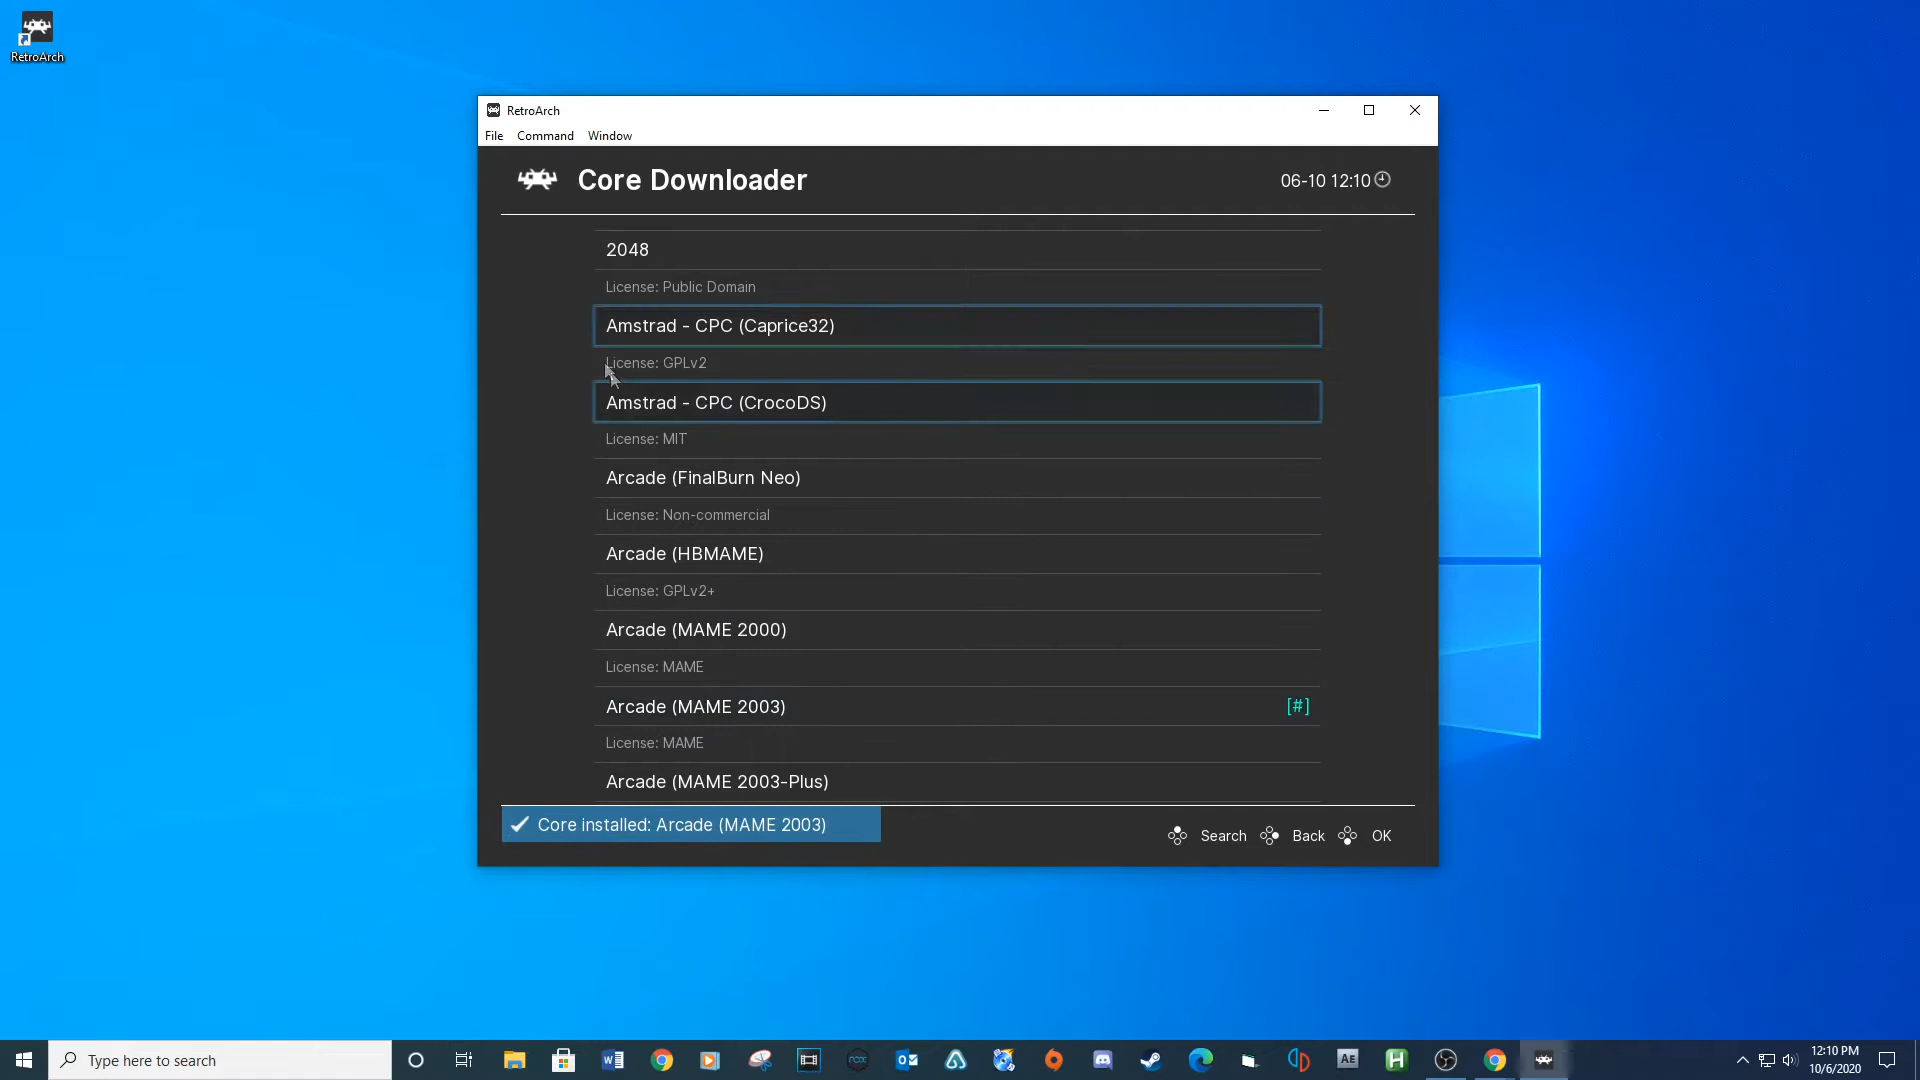 RetroArch
RetroArch
File Command Window
Core Downloader
06-10 12:10
2048
License: Public Domain
Amstrad - CPC (Caprice32)
License: GPLv2
Amstrad - CPC (CrocoDS)
License: MIT
Arcade (FinalBurn Neo)
License: Non-commercial
Arcade (HBMAME)
License: GPLv2+
Arcade (MAME 2000)
License: MAME
Arcade (MAME 2003) [#]
License: MAME
Arcade (MAME 2003-Plus)
Core installed: Arcade (MAME 2003)
Search Back OK
Type here to search
nox
AE
H
12:10 PM
10/6/2020